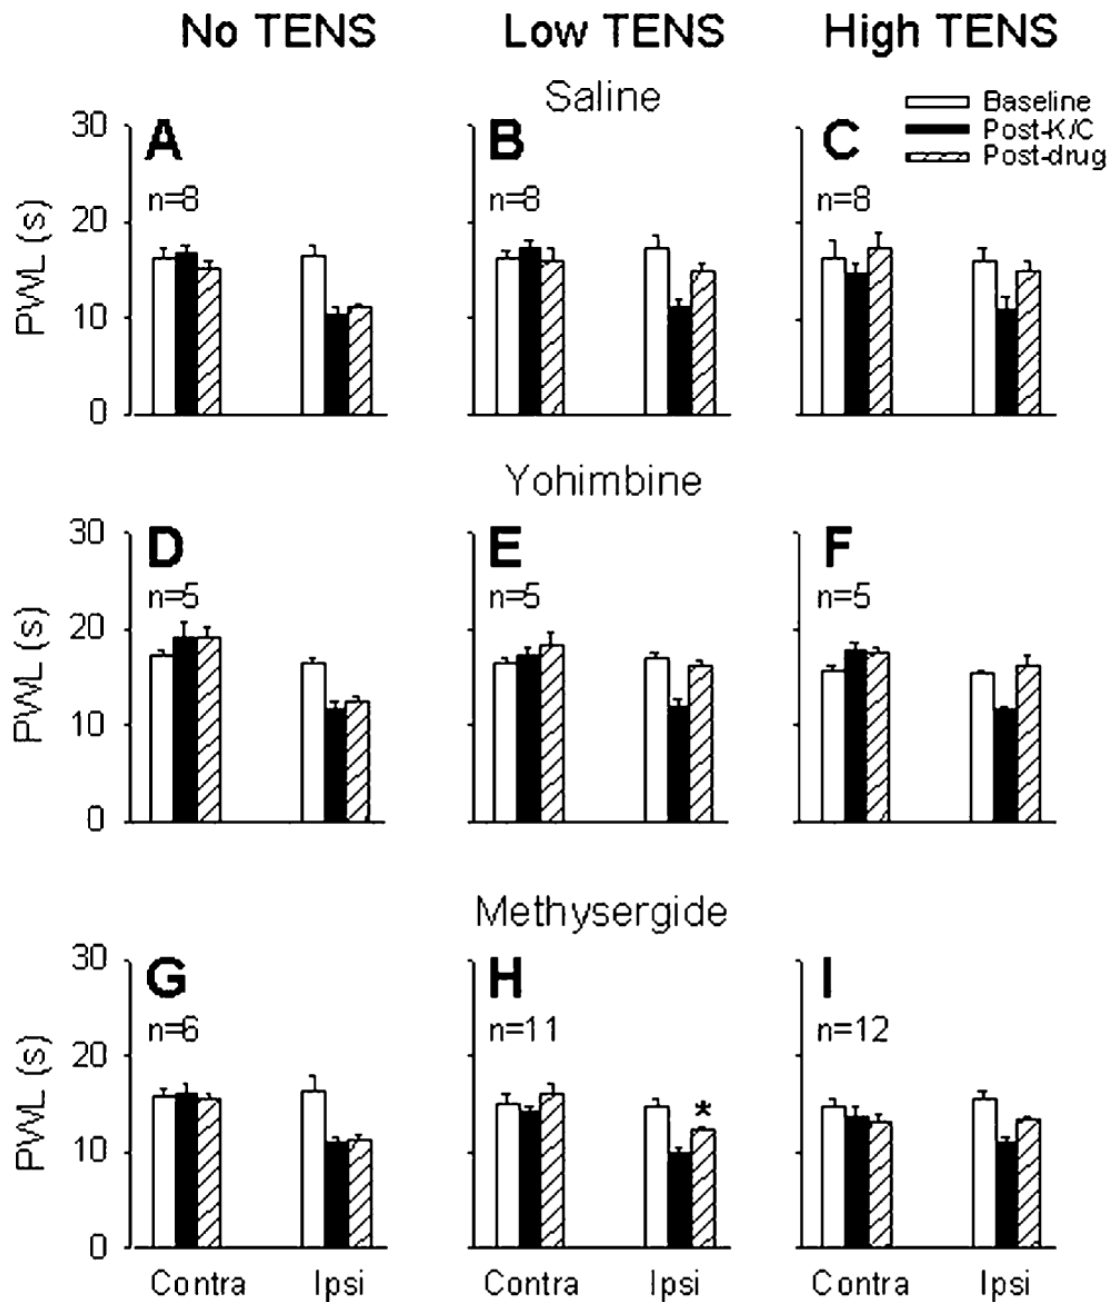 No TENS Low TENS High TENS
Saline
Baseline
Post-K/C
Post-drug
PWL (s)
30
20
10
0
A
n=8
B
n=8
C
n=8
Yohimbine
PWL (s)
30
20
10
0
D
n=5
E
n=5
F
n=5
Methysergide
PWL (s)
30
20
10
0
G
n=6
H
n=11
*
I
n=12
Contra Ipsi Contra Ipsi Contra Ipsi